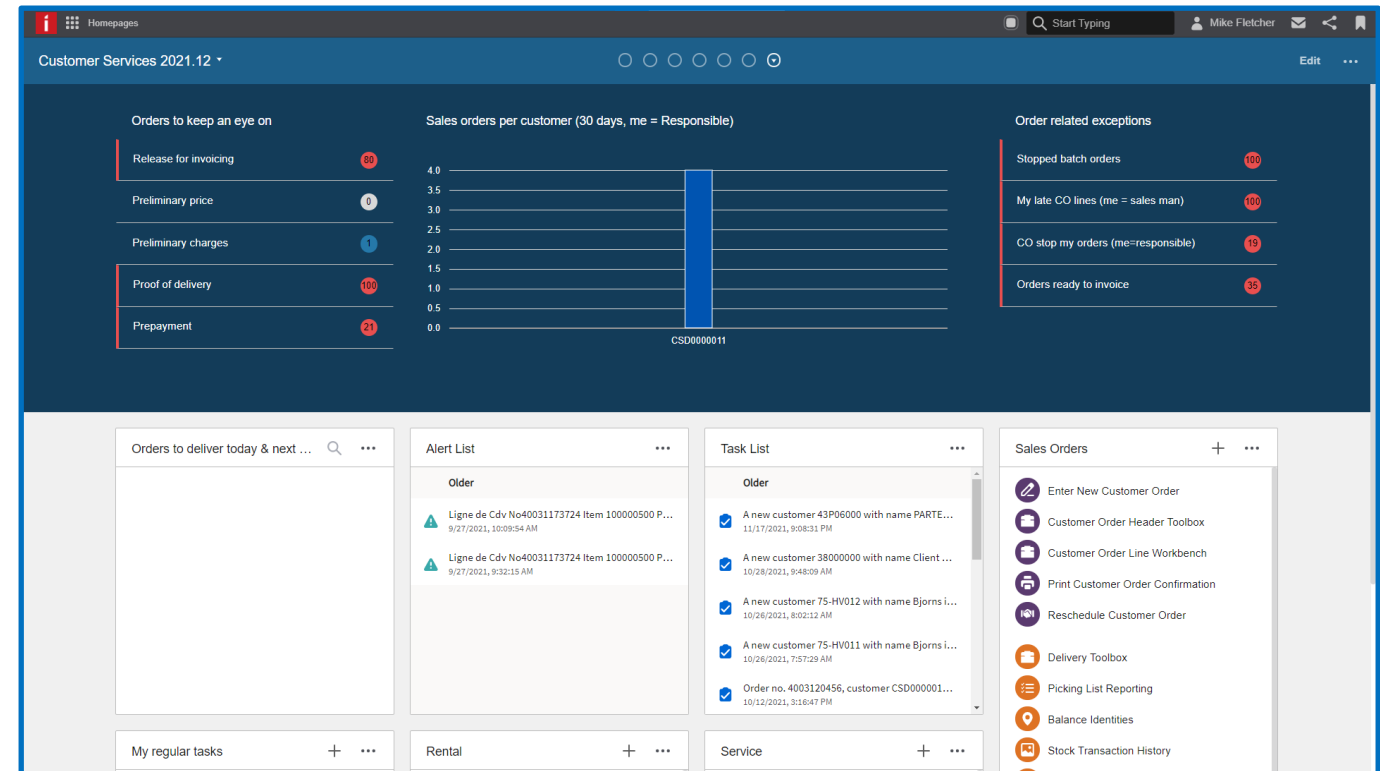 Homepages
Start Typing
Mike Fletcher
Customer Services 2021.12
Edit
Orders to keep an eye on
Release for invoicing 80
Preliminary price 0
Preliminary charges 1
Proof of delivery 100
Prepayment 21
Sales orders per customer (30 days, me = Responsible)
4.0
3.5
3.0
2.5
2.0
1.5
1.0
0.5
0.0
CSD0000011
Order related exceptions
Stopped batch orders 100
My late CO lines (me = sales man) 100
CO stop my orders (me=responsible) 19
Orders ready to invoice 35
Orders to deliver today & next ...
Alert List
Older
Ligne de Cdv No40031173724 Item 100000500 P...
9/27/2021, 10:09:54 AM
Ligne de Cdv No40031173724 Item 100000500 P...
9/27/2021, 9:32:15 AM
Task List
Older
A new customer 43P06000 with name PARTE...
11/17/2021, 9:08:31 PM
A new customer 38000000 with name Client ...
10/28/2021, 9:48:09 AM
A new customer 75-HV012 with name Bjorns i...
10/26/2021, 8:02:12 AM
A new customer 75-HV011 with name Bjorns i...
10/26/2021, 7:57:29 AM
Order no. 4003120456, customer CSD000001...
10/12/2021, 3:16:47 PM
Sales Orders
Enter New Customer Order
Customer Order Header Toolbox
Customer Order Line Workbench
Print Customer Order Confirmation
Reschedule Customer Order
Delivery Toolbox
Picking List Reporting
Balance Identities
Stock Transaction History
My regular tasks
Rental
Service